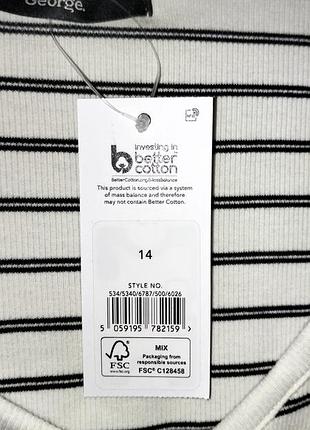 George.
investing in
better
cotton
BetterCotton.org/Massbalance
This product is sourced via a system
of mass balance and therefore
may not contain Better Cotton.
14
STYLE NO.
534/5340/6787/500/6026
5 059195 782159 >
FSC
www.fsc.org
MIX
Packaging from
responsible sources
FSC® C128458